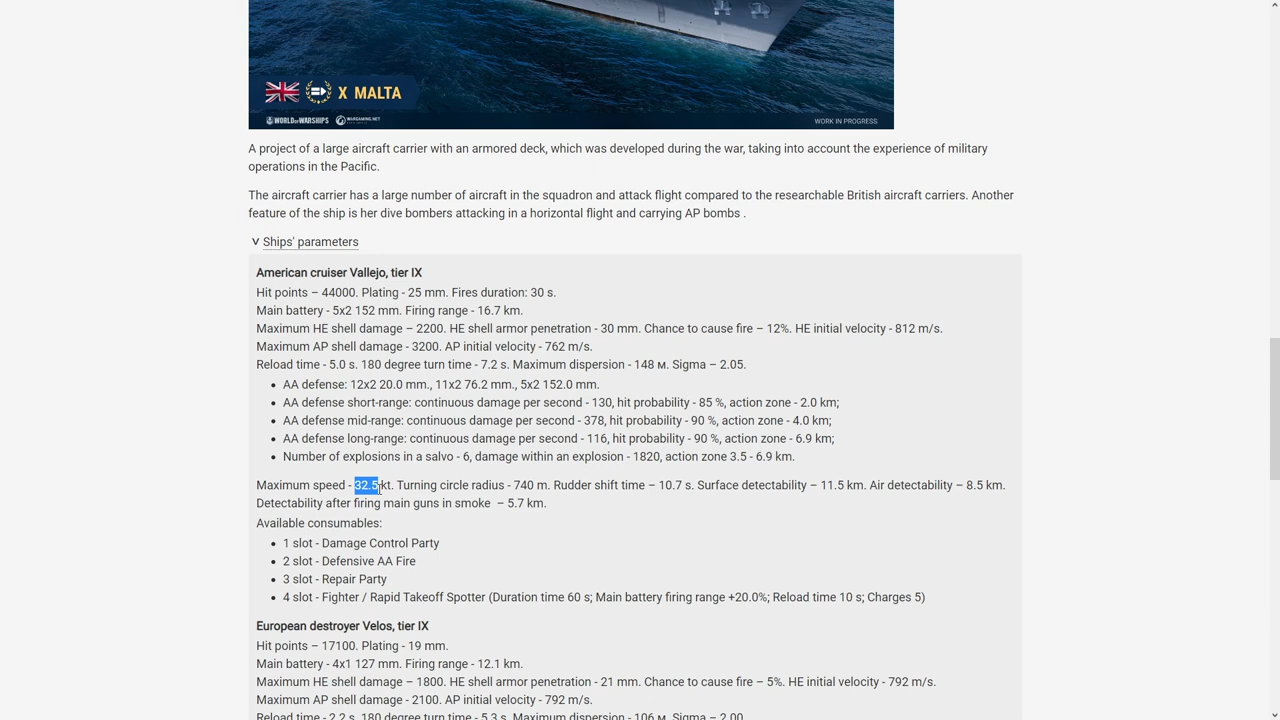 X MALTA
WORLD OF WARSHIPS WARGAMING.NET WORK IN PROGRESS
A project of a large aircraft carrier with an armored deck, which was developed during the war, taking into account the experience of military
operations in the Pacific.
The aircraft carrier has a large number of aircraft in the squadron and attack flight compared to the researchable British aircraft carriers. Another
feature of the ship is her dive bombers attacking in a horizontal flight and carrying AP bombs .
Ships' parameters
American cruiser Vallejo, tier IX
Hit points – 44000. Plating - 25 mm. Fires duration: 30 s.
Main battery - 5x2 152 mm. Firing range - 16.7 km.
Maximum HE shell damage – 2200. HE shell armor penetration - 30 mm. Chance to cause fire – 12%. HE initial velocity - 812 m/s.
Maximum AP shell damage - 3200. AP initial velocity - 762 m/s.
Reload time - 5.0 s. 180 degree turn time - 7.2 s. Maximum dispersion - 148 м. Sigma – 2.05.
• AA defense: 12x2 20.0 mm., 11x2 76.2 mm., 5x2 152.0 mm.
• AA defense short-range: continuous damage per second - 130, hit probability - 85 %, action zone - 2.0 km;
• AA defense mid-range: continuous damage per second - 378, hit probability - 90 %, action zone - 4.0 km;
• AA defense long-range: continuous damage per second - 116, hit probability - 90 %, action zone - 6.9 km;
• Number of explosions in a salvo - 6, damage within an explosion - 1820, action zone 3.5 - 6.9 km.
Maximum speed - 32.5 kt. Turning circle radius - 740 m. Rudder shift time – 10.7 s. Surface detectability – 11.5 km. Air detectability – 8.5 km.
Detectability after firing main guns in smoke – 5.7 km.
Available consumables:
• 1 slot - Damage Control Party
• 2 slot - Defensive AA Fire
• 3 slot - Repair Party
• 4 slot - Fighter / Rapid Takeoff Spotter (Duration time 60 s; Main battery firing range +20.0%; Reload time 10 s; Charges 5)
European destroyer Velos, tier IX
Hit points – 17100. Plating - 19 mm.
Main battery - 4x1 127 mm. Firing range - 12.1 km.
Maximum HE shell damage – 1800. HE shell armor penetration - 21 mm. Chance to cause fire – 5%. HE initial velocity - 792 m/s.
Maximum AP shell damage - 2100. AP initial velocity - 792 m/s.
Reload time - 2.2 s. 180 degree turn time - 5.3 s. Maximum dispersion - 106 м. Sigma – 2.00.